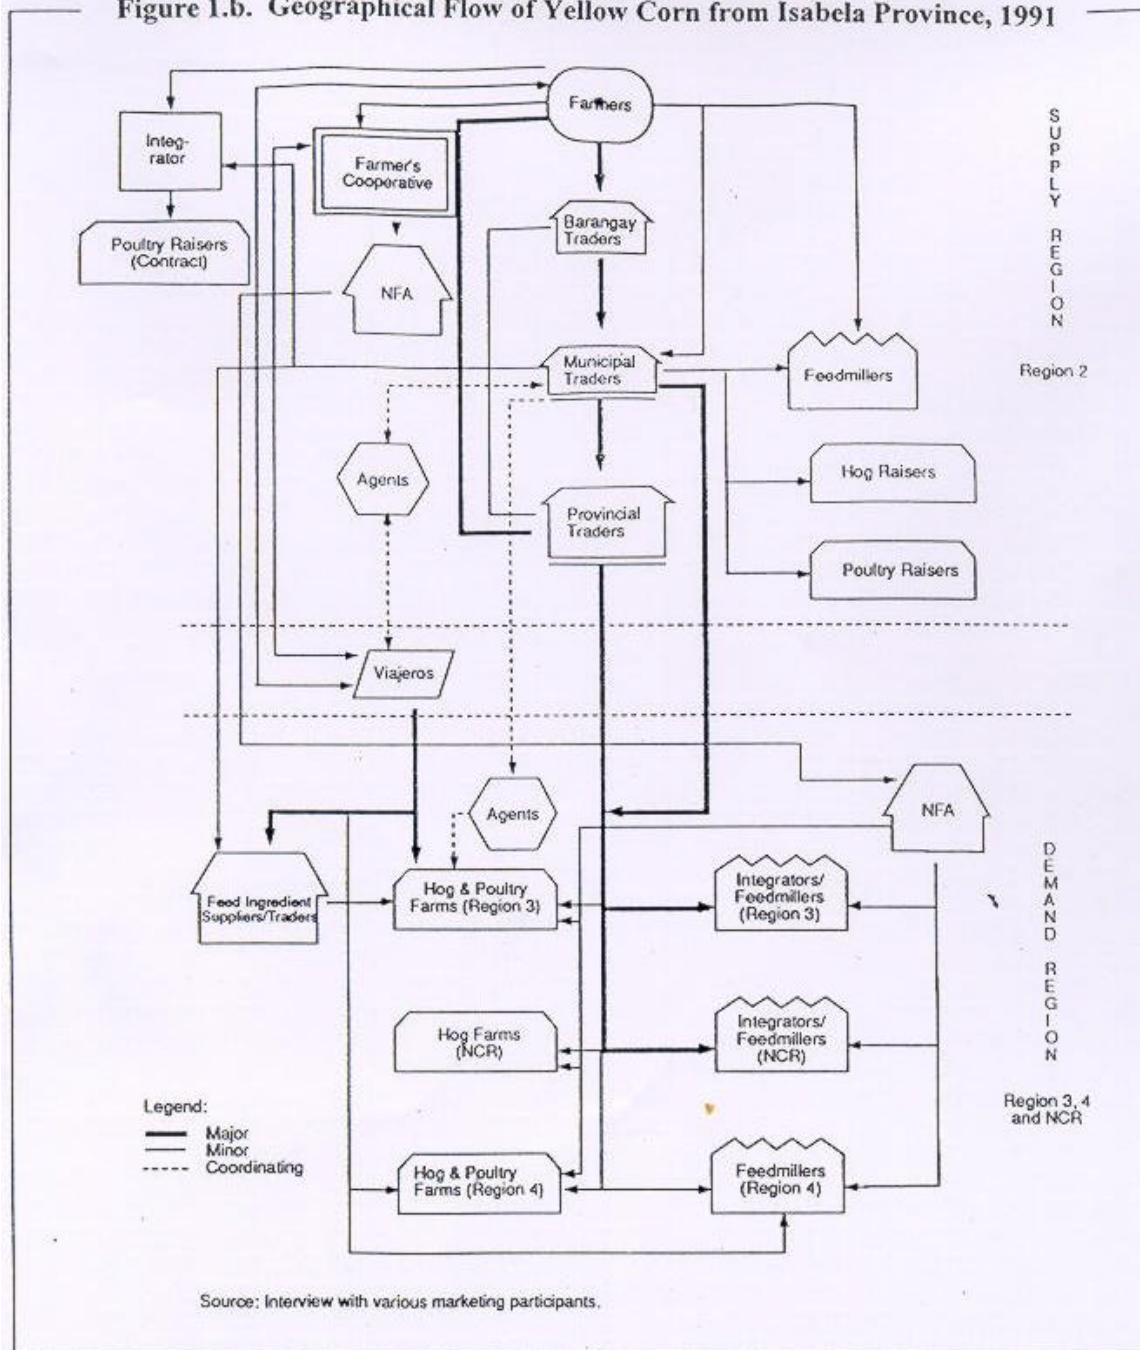 Figure 1.b. Geographical Flow of Yellow Corn from Isabela Province, 1991
Farmers
Integ-
rator
Farmer's
Cooperative
Poultry Raisers
(Contract)
Barangay
Traders
NFA
SUPPLY REGION
Region 2
Municipal
Traders
Feedmillers
Agents
Hog Raisers
Provincial
Traders
Poultry Raisers
Viajeros
Agents
NFA
DEMAND REGION
Region 3, 4
and NCR
Feed Ingredient
Suppliers/Traders
Hog & Poultry
Farms (Region 3)
Integrators/
Feedmillers
(Region 3)
Hog Farms
(NCR)
Integrators/
Feedmillers
(NCR)
Legend:
Major
Minor
Coordinating
Hog & Poultry
Farms (Region 4)
Feedmillers
(Region 4)
Source: Interview with various marketing participants.